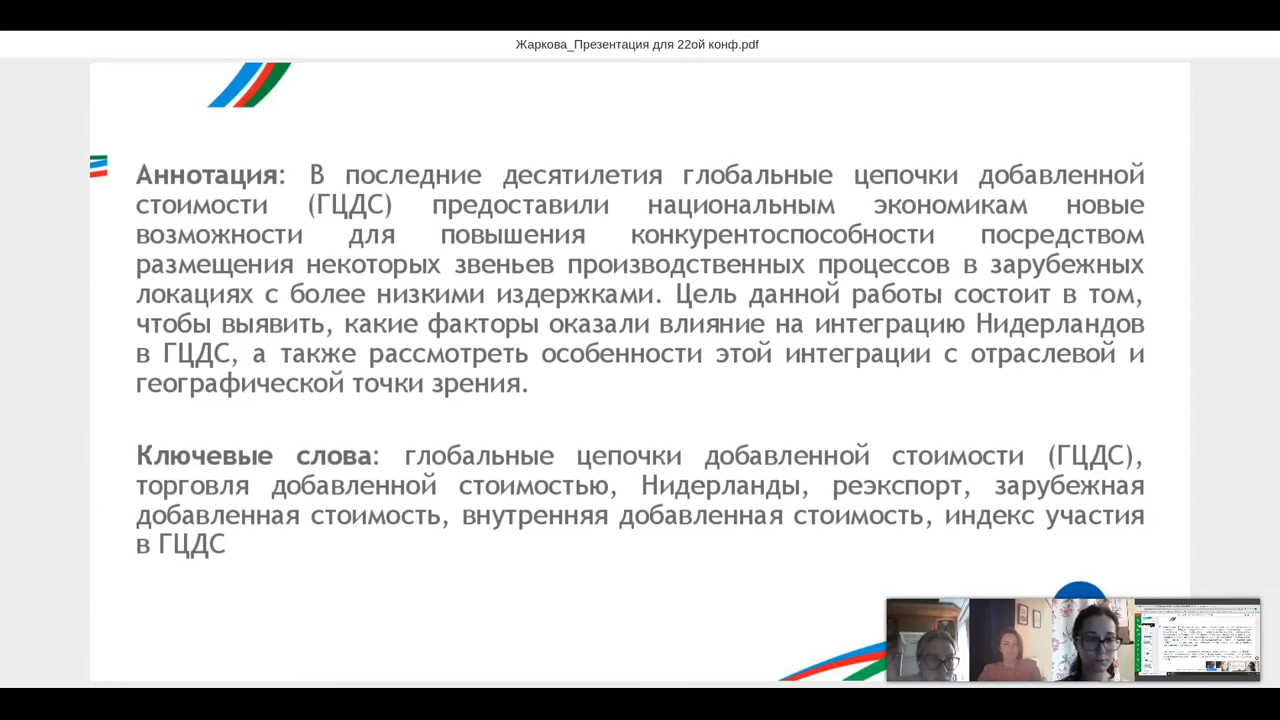 Жаркова_Презентация для 22ой конф.pdf
Аннотация: В последние десятилетия глобальные цепочки добавленной
стоимости (ГЦДС) предоставили национальным экономикам новые
возможности для повышения конкурентоспособности посредством
размещения некоторых звеньев производственных процессов в зарубежных
локациях с более низкими издержками. Цель данной работы состоит в том,
чтобы выявить, какие факторы оказали влияние на интеграцию Нидерландов
в ГЦДС, а также рассмотреть особенности этой интеграции с отраслевой и
географической точки зрения.
Ключевые слова: глобальные цепочки добавленной стоимости (ГЦДС),
торговля добавленной стоимостью, Нидерланды, реэкспорт, зарубежная
добавленная стоимость, внутренняя добавленная стоимость, индекс участия
в ГЦДС